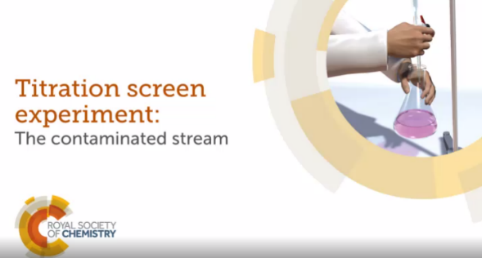 Titration screen
experiment:
The contaminated stream
ROYAL SOCIETY
OF CHEMISTRY